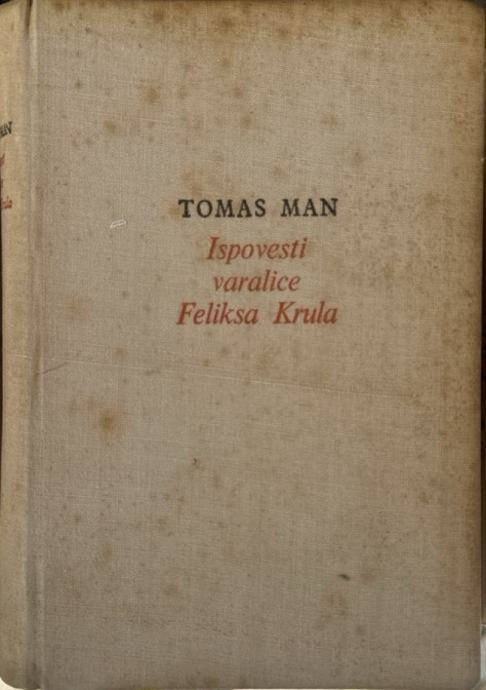 TOMAS MAN
Ispovesti
varalice
Feliksa Krula